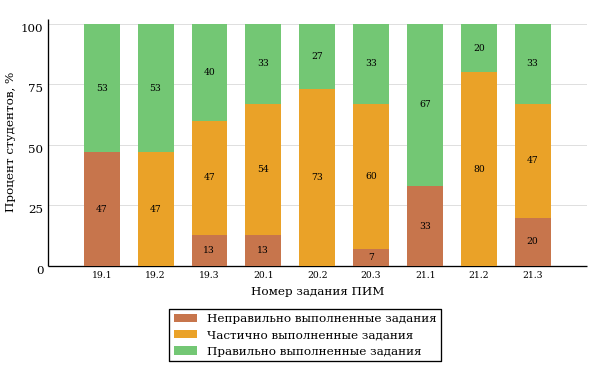 100
75
50
25
0
Процент студентов, %
53 53 40 33 27 33 67 20 33
47 47 47 54 73 60 33 80 47
13 13 7 20
19.1 19.2 19.3 20.1 20.2 20.3 21.1 21.2 21.3
Номер задания ПИМ
Неправильно выполненные задания
Частично выполненные задания
Правильно выполненные задания